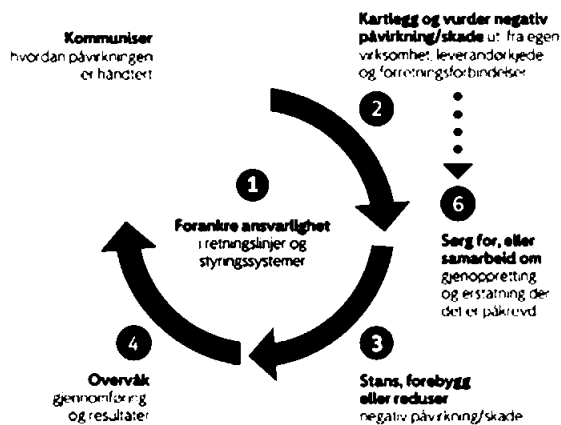 Kommuniser
hvordan påvirkningen
er håndtert
Kartlegg og vurder negativ
påvirkning/skade ut fra egen
virksomhet, leverandørkjede
og forretningsforbindelser
2
1
Forankre ansvarlighet
i retningslinjer og
styringssystemer
6
Sørg for, eller
samarbeid om
gjenoppretting
og erstatning der
det er påkrevd
4
Overvåk
gjennomføring
og resultater
3
Stans, forebygg
eller reduser
negativ påvirkning/skade